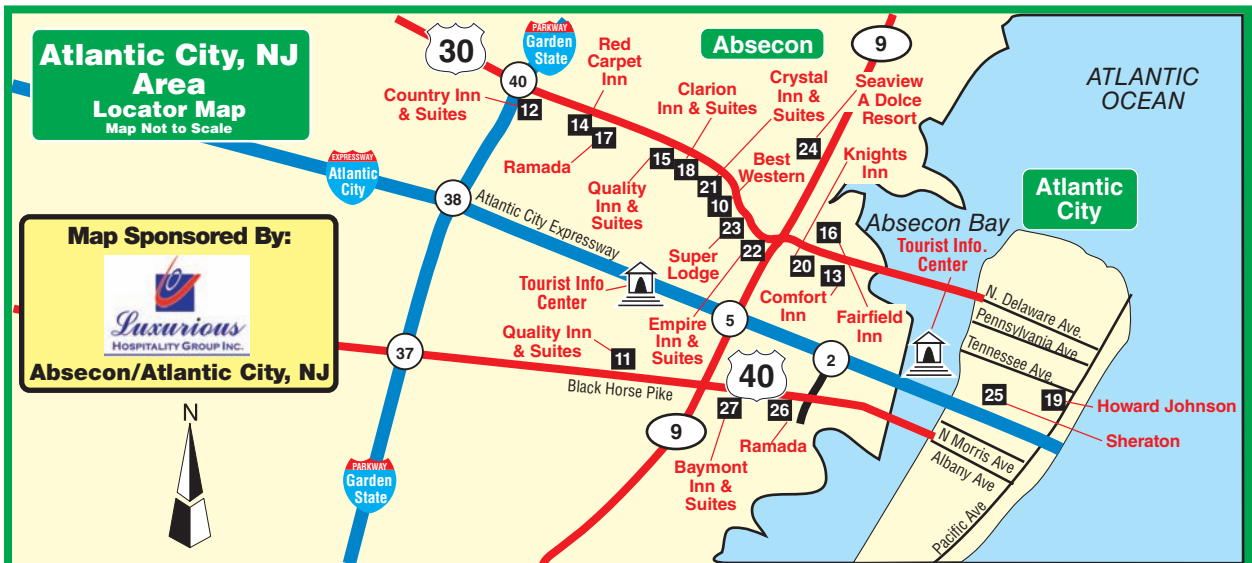 Atlantic City, NJ
Area
Locator Map
Map Not to Scale
30
PARKWAY
Garden
State
40
Red
Carpet
Inn
Absecon
9
ATLANTIC
OCEAN
Country Inn
& Suites
12
14
17
Ramada
Clarion
Inn & Suites
Crystal
Inn &
Suites
Seaview
A Dolce
Resort
24
15
18
21
10
23
22
Quality
Inn &
Suites
Best
Western
Knights
Inn
EXPRESSWAY
Atlantic
City
38
Atlantic City Expressway
Super
Lodge
Absecon Bay
Atlantic
City
Tourist Info.
Center
16
20
13
Comfort
Inn
Fairfield
Inn
Map Sponsored By:
Luxurious
HOSPITALITY GROUP INC.
Absecon/Atlantic City, NJ
Tourist Info
Center
Empire
Inn &
Suites
5
2
N. Delaware Ave.
Pennsylvania Ave.
Tennessee Ave.
37
Quality Inn
& Suites
11
Black Horse Pike
40
27
26
Ramada
25
19
Howard Johnson
Sheraton
N
9
Baymont
Inn &
Suites
N Morris Ave
Albany Ave
Pacific Ave
PARKWAY
Garden
State